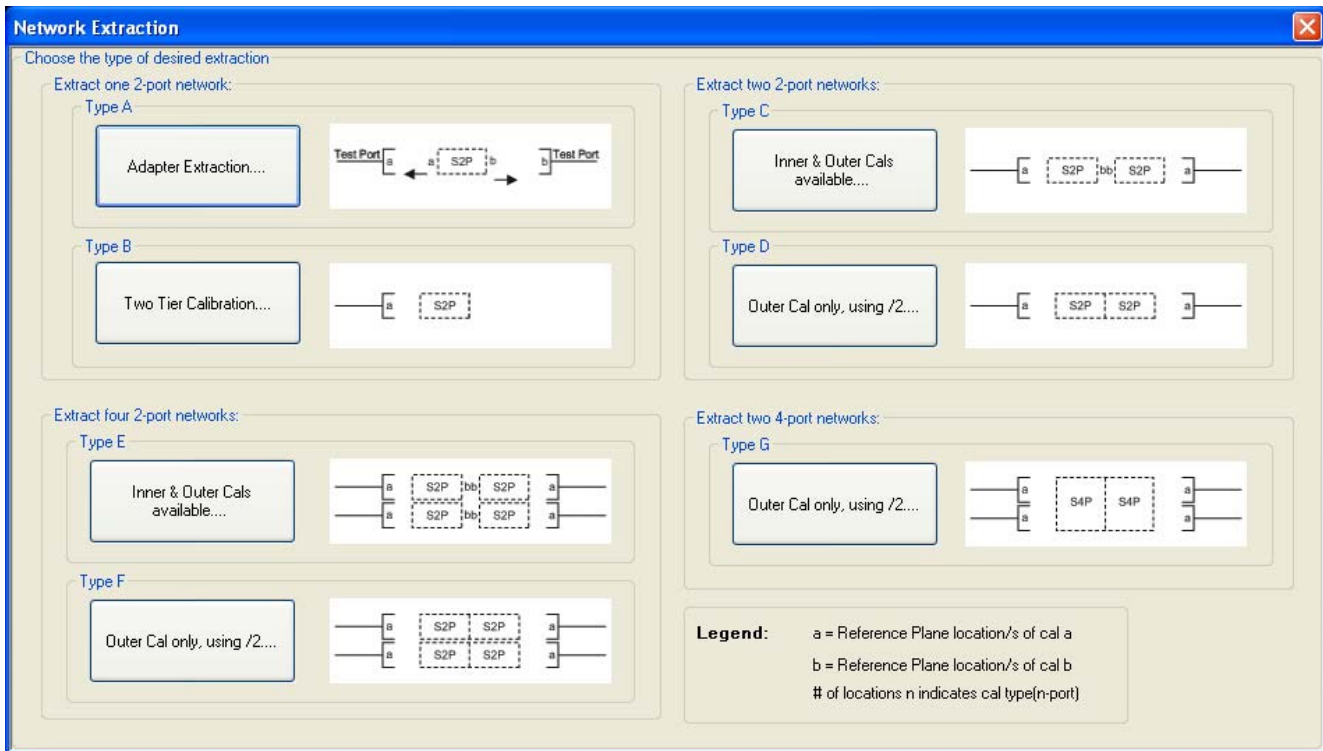 Network Extraction
Choose the type of desired extraction
Extract one 2-port network:
Type A
Adapter Extraction....
Test Port a a S2P b b Test Port
Type B
Two Tier Calibration....
a S2P
Extract two 2-port networks:
Type C
Inner & Outer Cals
available....
a S2P bb S2P a
Type D
Outer Cal only, using /2....
a S2P S2P a
Extract four 2-port networks:
Type E
Inner & Outer Cals
available....
a S2P bb S2P a
a S2P bb S2P a
Type F
Outer Cal only, using /2....
a S2P S2P a
a S2P S2P a
Extract two 4-port networks:
Type G
Outer Cal only, using /2....
a S4P S4P a
a a
Legend: a = Reference Plane location/s of cal a
b = Reference Plane location/s of cal b
# of locations n indicates cal type(n-port)